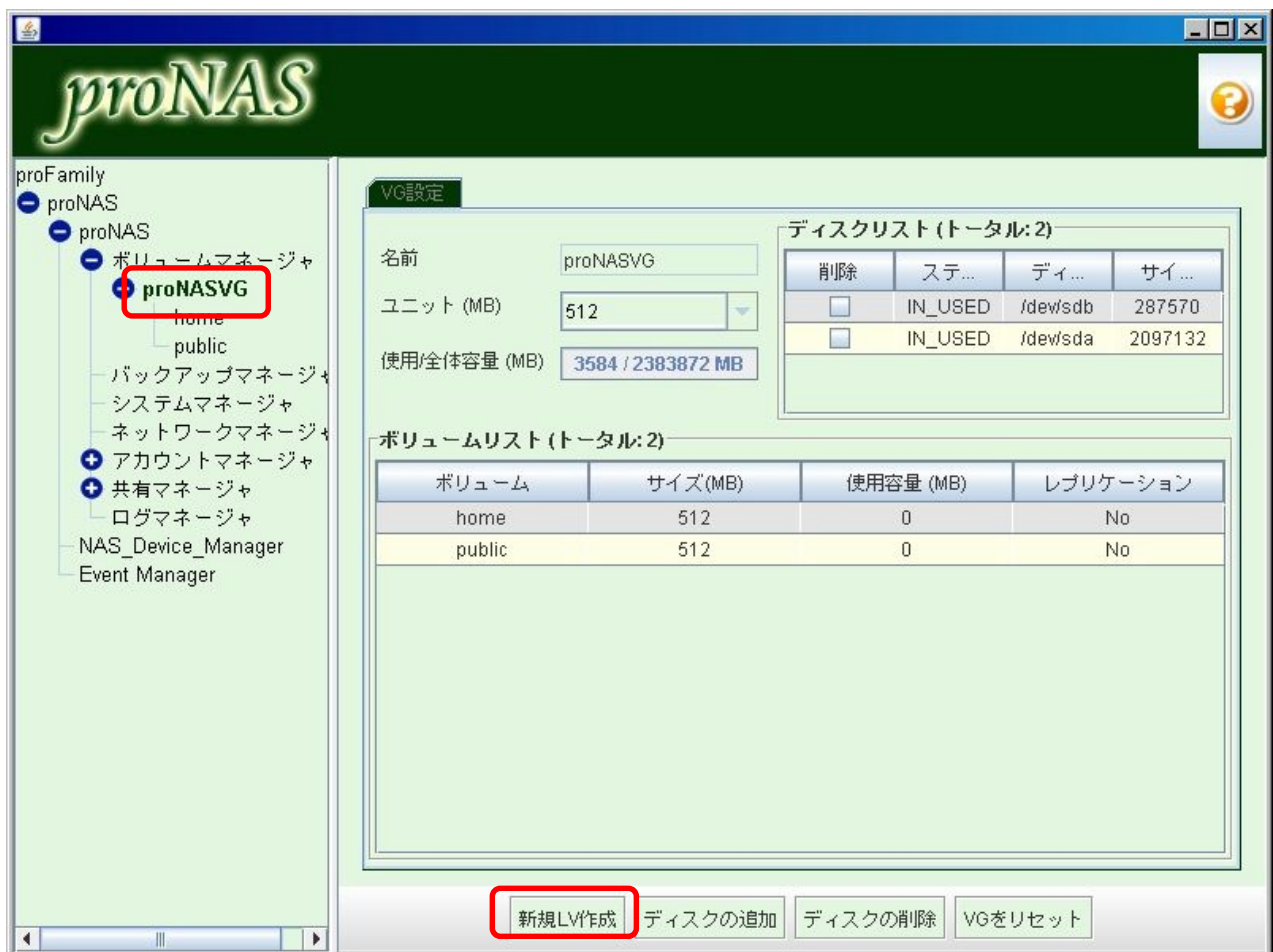 proNAS
proFamily
proNAS
proNAS
ボリュームマネージャ
proNASVG
home
public
バックアップマネージャ
システムマネージャ
ネットワークマネージャ
アカウントマネージャ
共有マネージャ
ログマネージャ
NAS_Device_Manager
Event Manager
VG設定
名前 proNASVG
ユニット (MB) 512
使用/全体容量 (MB) 3584 / 2383872 MB
ディスクリスト (トータル: 2)
削除 ステ... ディ... サイ...
IN_USED /dev/sdb 287570
IN_USED /dev/sda 2097132
ボリュームリスト (トータル: 2)
ボリューム サイズ(MB) 使用容量 (MB) レプリケーション
home 512 0 No
public 512 0 No
新規LV作成 ディスクの追加 ディスクの削除 VGをリセット